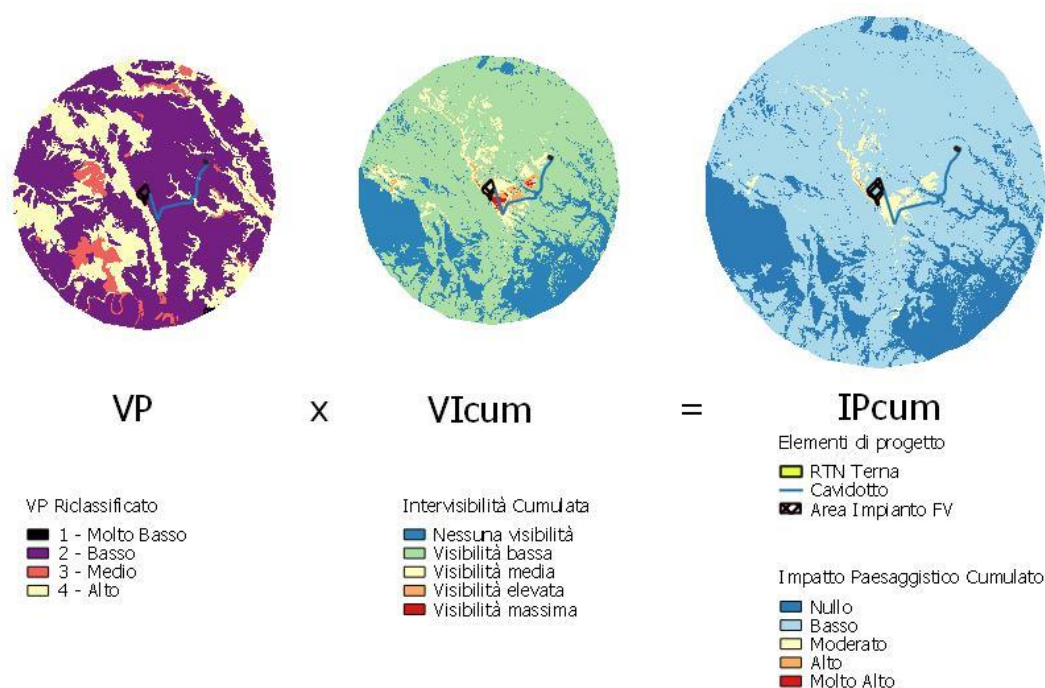 VP x VIcum = IPcum
VP Riclassificato
1 - Molto Basso
2 - Basso
3 - Medio
4 - Alto
Intervisibilità Cumulata
Nessuna visibilità
Visibilità bassa
Visibilità media
Visibilità elevata
Visibilità massima
Elementi di progetto
RTN Terna
Cavidotto
Area Impianto FV
Impatto Paesaggistico Cumulato
Nullo
Basso
Moderato
Alto
Molto Alto